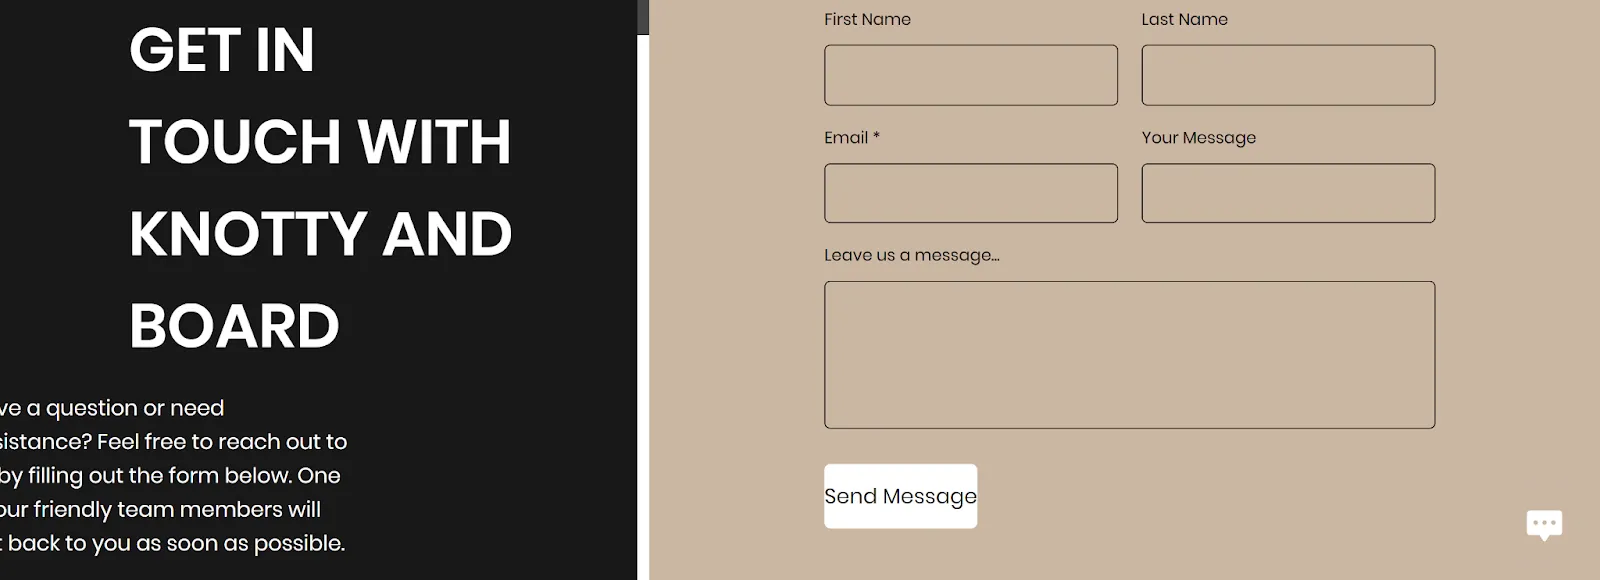 GET IN
TOUCH WITH
KNOTTY AND
BOARD
ve a question or need
sistance? Feel free to reach out to
by filling out the form below. One
our friendly team members will
t back to you as soon as possible.
First Name
Last Name
Email *
Your Message
Leave us a message...
Send Message